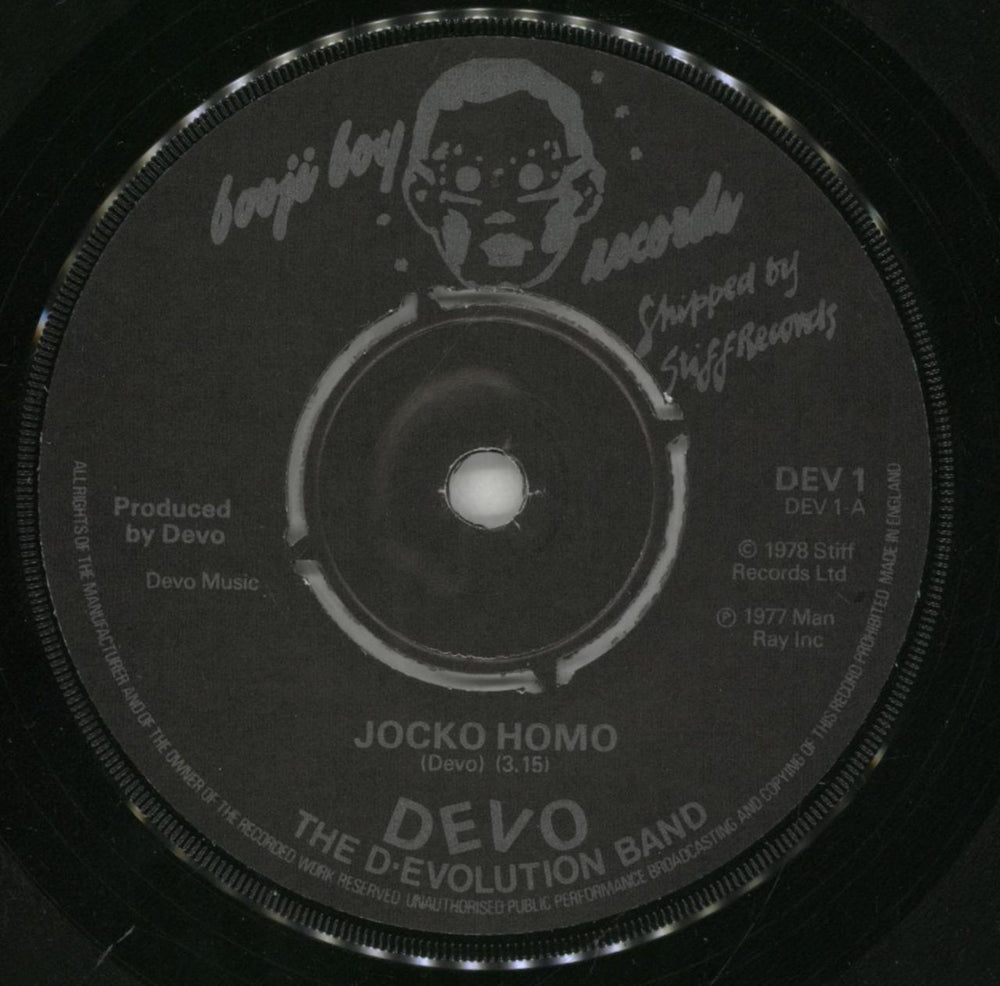 booji boy
records
Shipped by
Stiff Records
DEV 1
DEV 1-A
© 1978 Stiff
Records Ltd
℗ 1977 Man
Ray Inc
Produced
by Devo
Devo Music
JOCKO HOMO
(Devo) (3.15)
DEVO
THE D·EVOLUTION BAND
ALL RIGHTS OF THE MANUFACTURER AND OF THE OWNER OF THE RECORDED WORK RESERVED UNAUTHORISED PUBLIC PERFORMANCE BROADCASTING AND COPYING OF THIS RECORD PROHIBITED MADE IN ENGLAND